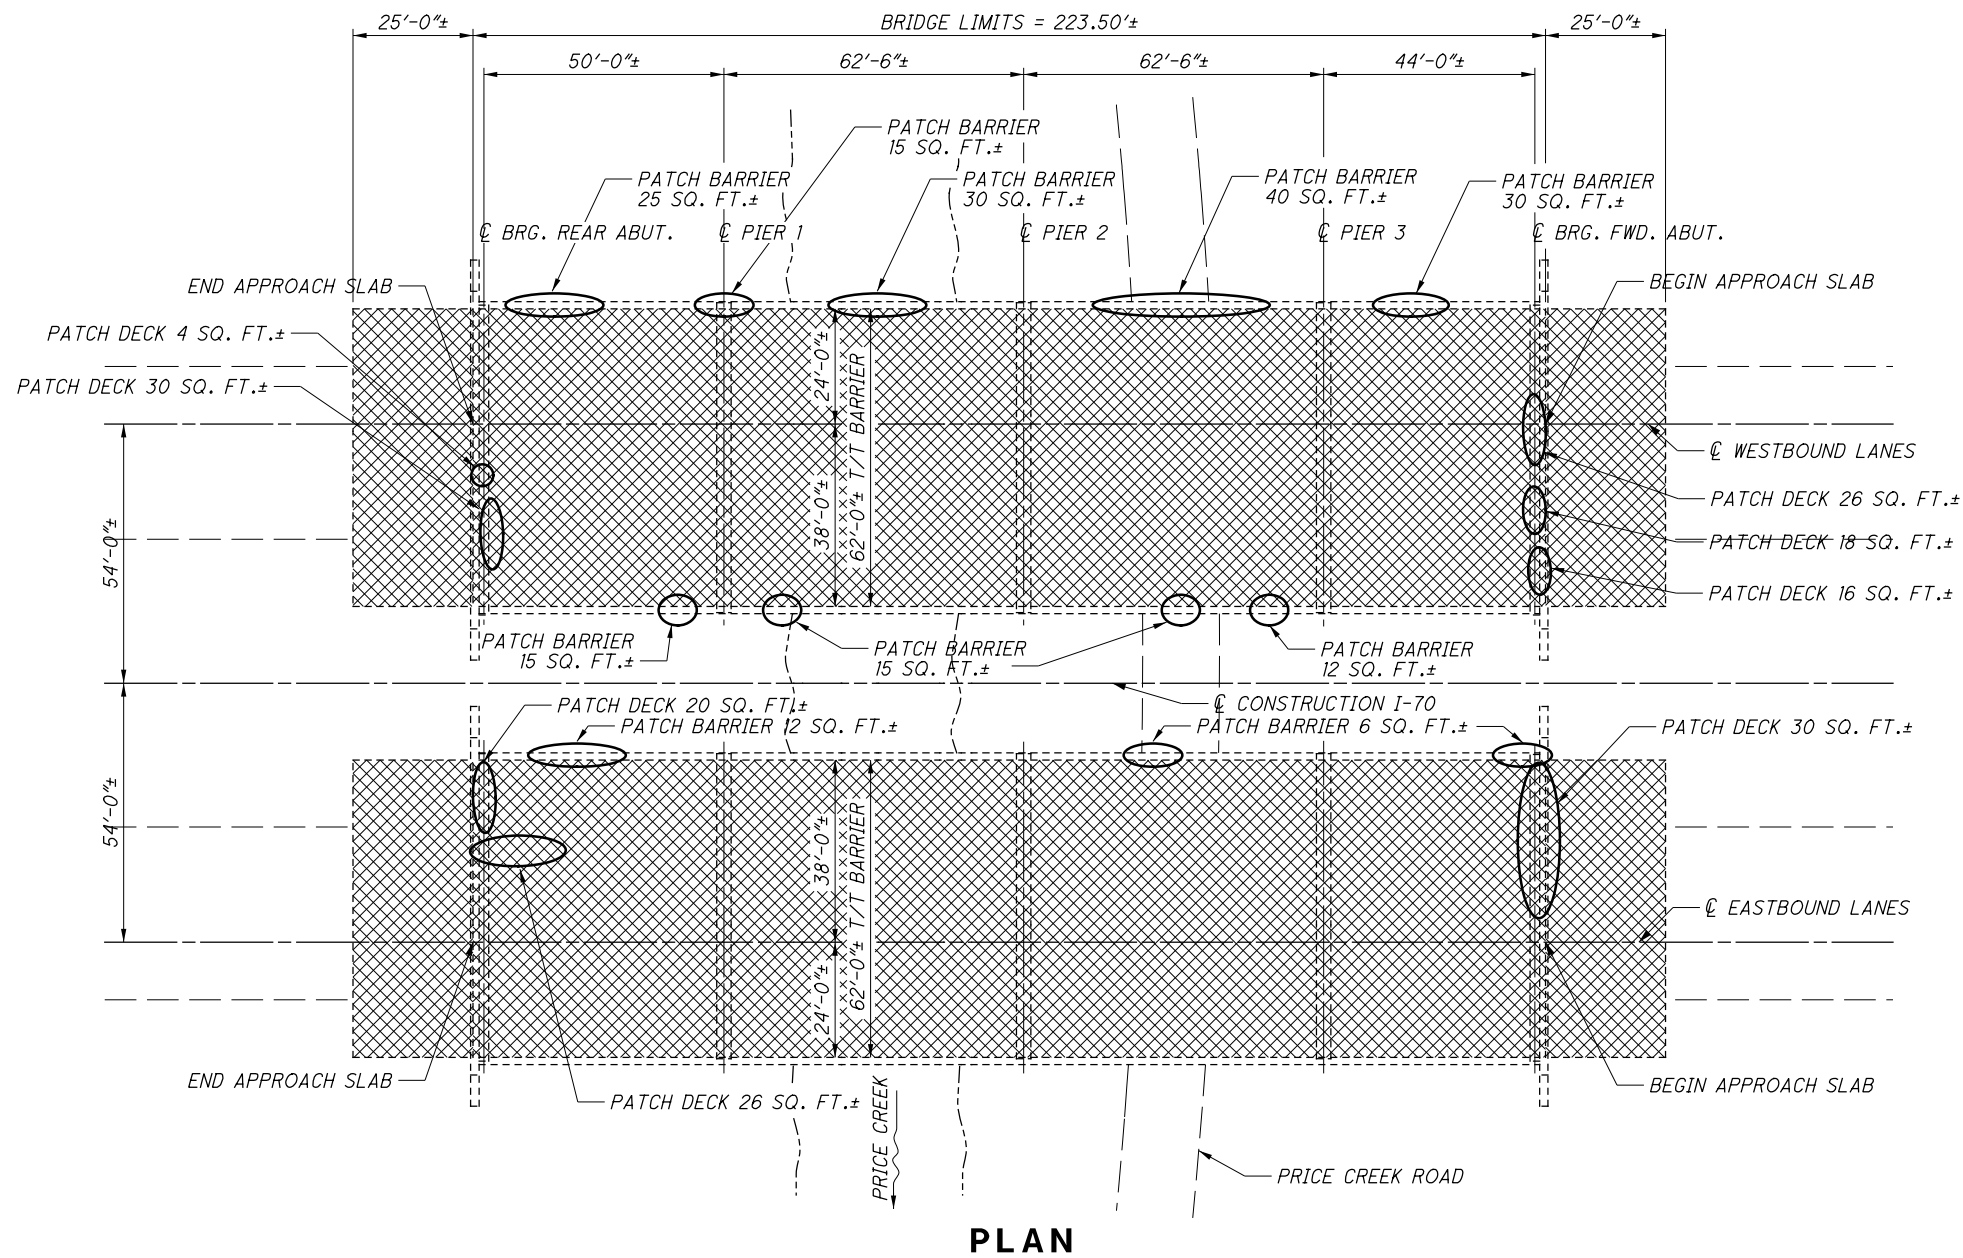 25'-0"±
BRIDGE LIMITS = 223.50'±
25'-0"±
50'-0"±
62'-6"±
62'-6"±
44'-0"±
PATCH BARRIER
15 SQ. FT.±
PATCH BARRIER
25 SQ. FT.±
PATCH BARRIER
30 SQ. FT.±
PATCH BARRIER
40 SQ. FT.±
PATCH BARRIER
30 SQ. FT.±
℄ BRG. REAR ABUT.
℄ PIER 1
℄ PIER 2
℄ PIER 3
℄ BRG. FWD. ABUT.
END APPROACH SLAB
BEGIN APPROACH SLAB
PATCH DECK 4 SQ. FT.±
PATCH DECK 30 SQ. FT.±
24'-0"±
38'-0"±
62'-0"± T/T BARRIER
℄ WESTBOUND LANES
PATCH DECK 26 SQ. FT.±
PATCH DECK 18 SQ. FT.±
PATCH DECK 16 SQ. FT.±
54'-0"±
PATCH BARRIER
15 SQ. FT.±
PATCH BARRIER
15 SQ. FT.±
PATCH BARRIER
12 SQ. FT.±
℄ CONSTRUCTION I-70
PATCH DECK 20 SQ. FT.±
PATCH BARRIER 12 SQ. FT.±
PATCH BARRIER 6 SQ. FT.±
PATCH DECK 30 SQ. FT.±
54'-0"±
38'-0"±
24'-0"±
62'-0"± T/T BARRIER
℄ EASTBOUND LANES
END APPROACH SLAB
BEGIN APPROACH SLAB
PATCH DECK 26 SQ. FT.±
PRICE CREEK
PRICE CREEK ROAD
PLAN